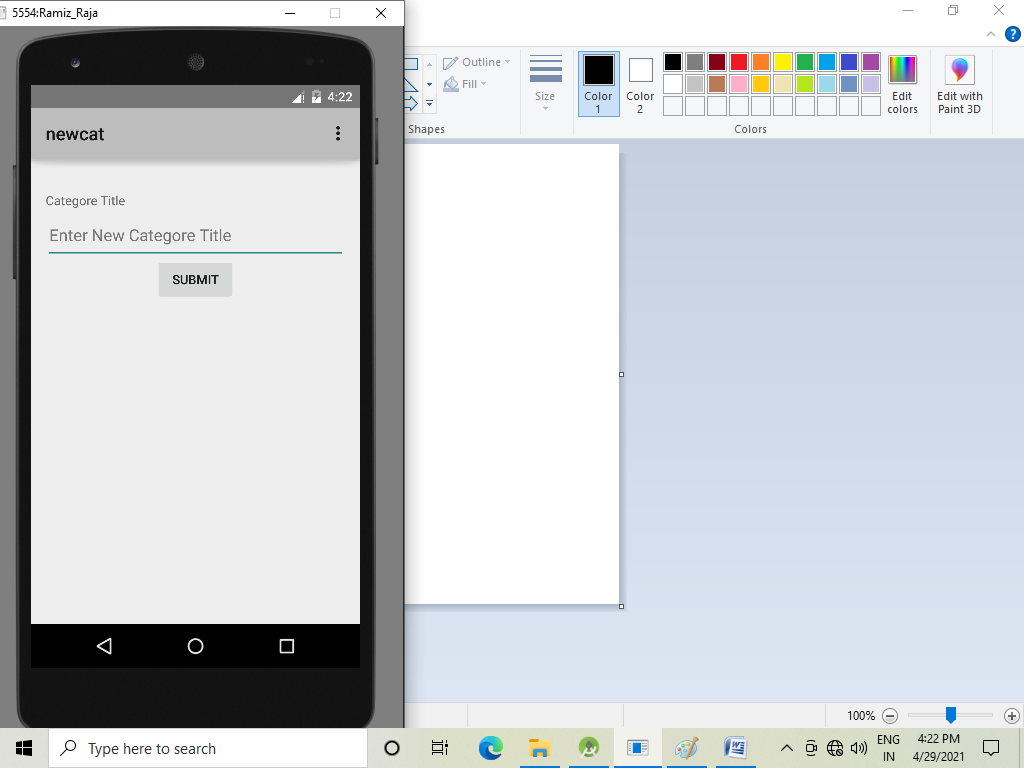 5554:Ramiz_Raja
4:22
newcat
Categore Title
Enter New Categore Title
SUBMIT
Outline
Fill
Shapes
Size
Color
1
Color
2
Edit
colors
Edit with
Paint 3D
Colors
100%
Type here to search
ENG
IN
4:22 PM
4/29/2021